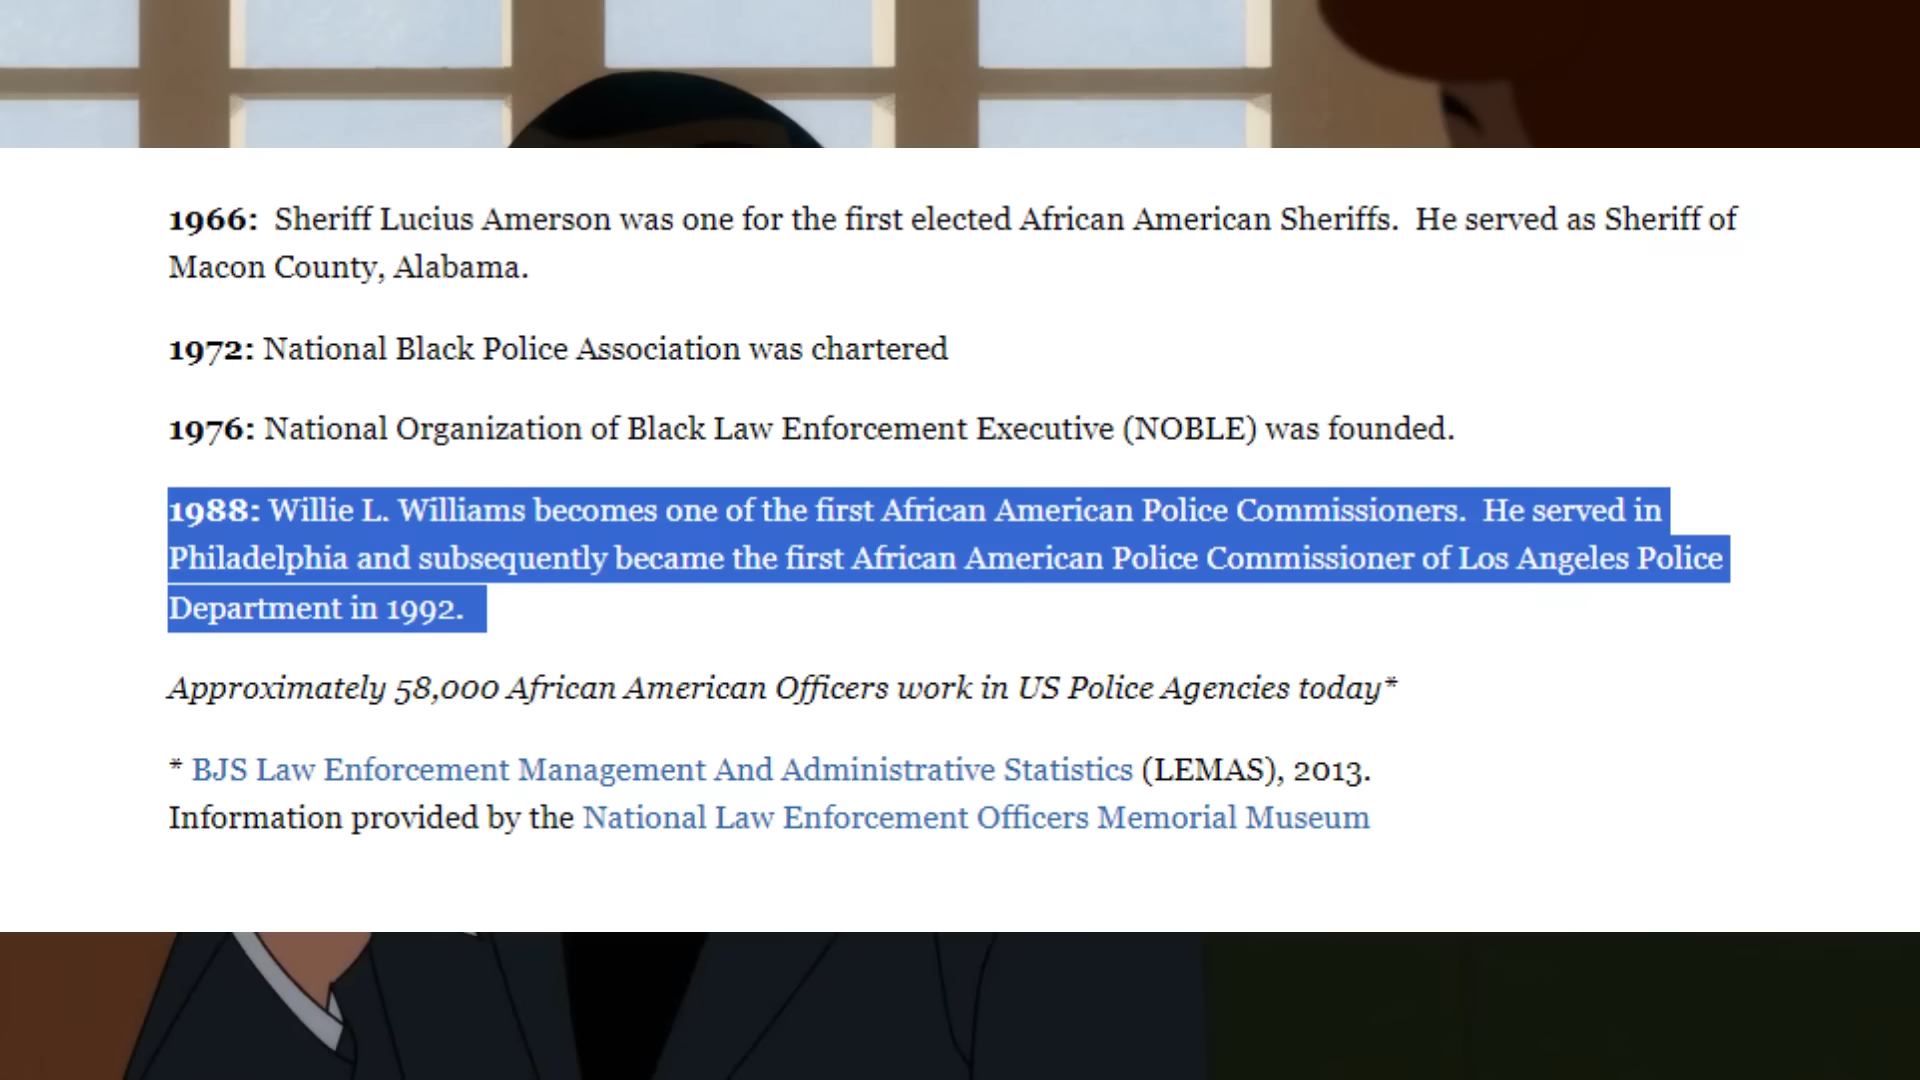 1966:  Sheriff Lucius Amerson was one for the first elected African American Sheriffs.  He served as Sheriff of
Macon County, Alabama.
1972: National Black Police Association was chartered
1976: National Organization of Black Law Enforcement Executive (NOBLE) was founded.
1988: Willie L. Williams becomes one of the first African American Police Commissioners.  He served in
Philadelphia and subsequently became the first African American Police Commissioner of Los Angeles Police
Department in 1992.
Approximately 58,000 African American Officers work in US Police Agencies today*
* BJS Law Enforcement Management And Administrative Statistics (LEMAS), 2013.
Information provided by the National Law Enforcement Officers Memorial Museum